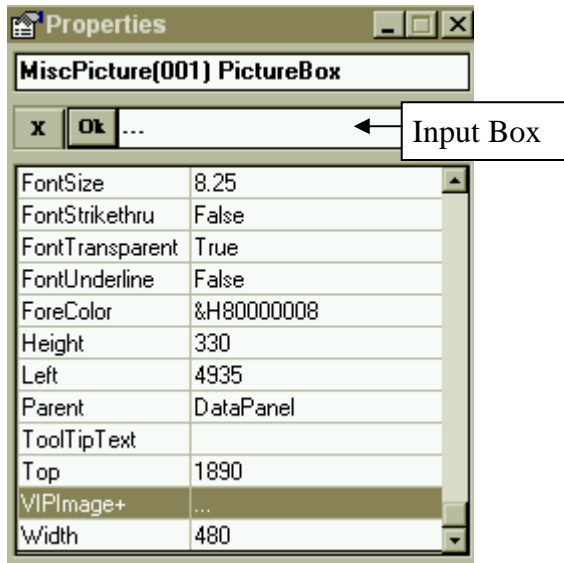 Properties
MiscPicture(001) PictureBox
X Ok ... Input Box
FontSize 8.25
FontStrikethru False
FontTransparent True
FontUnderline False
ForeColor &H80000008
Height 330
Left 4935
Parent DataPanel
ToolTipText
Top 1890
VIPImage+ ...
Width 480